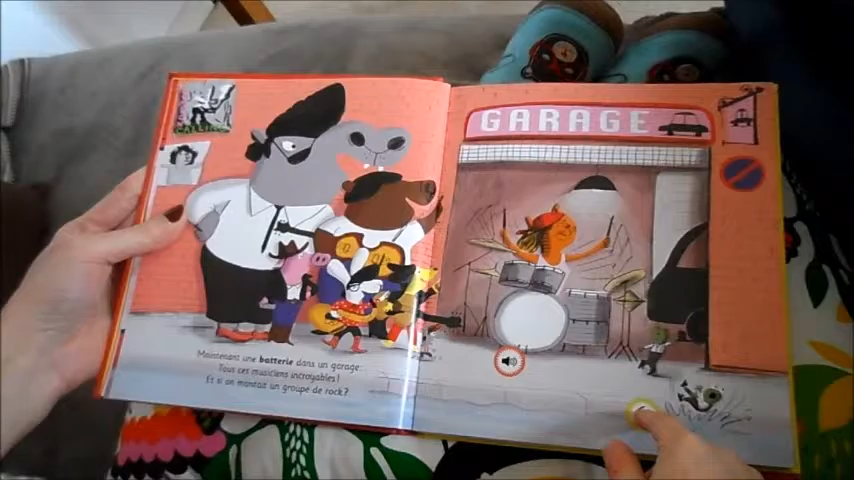 GARAGE
Maintenant une batterie dans un garage.
Tous ces musiciens incroyables!
Et si on montait un groupe de rock?